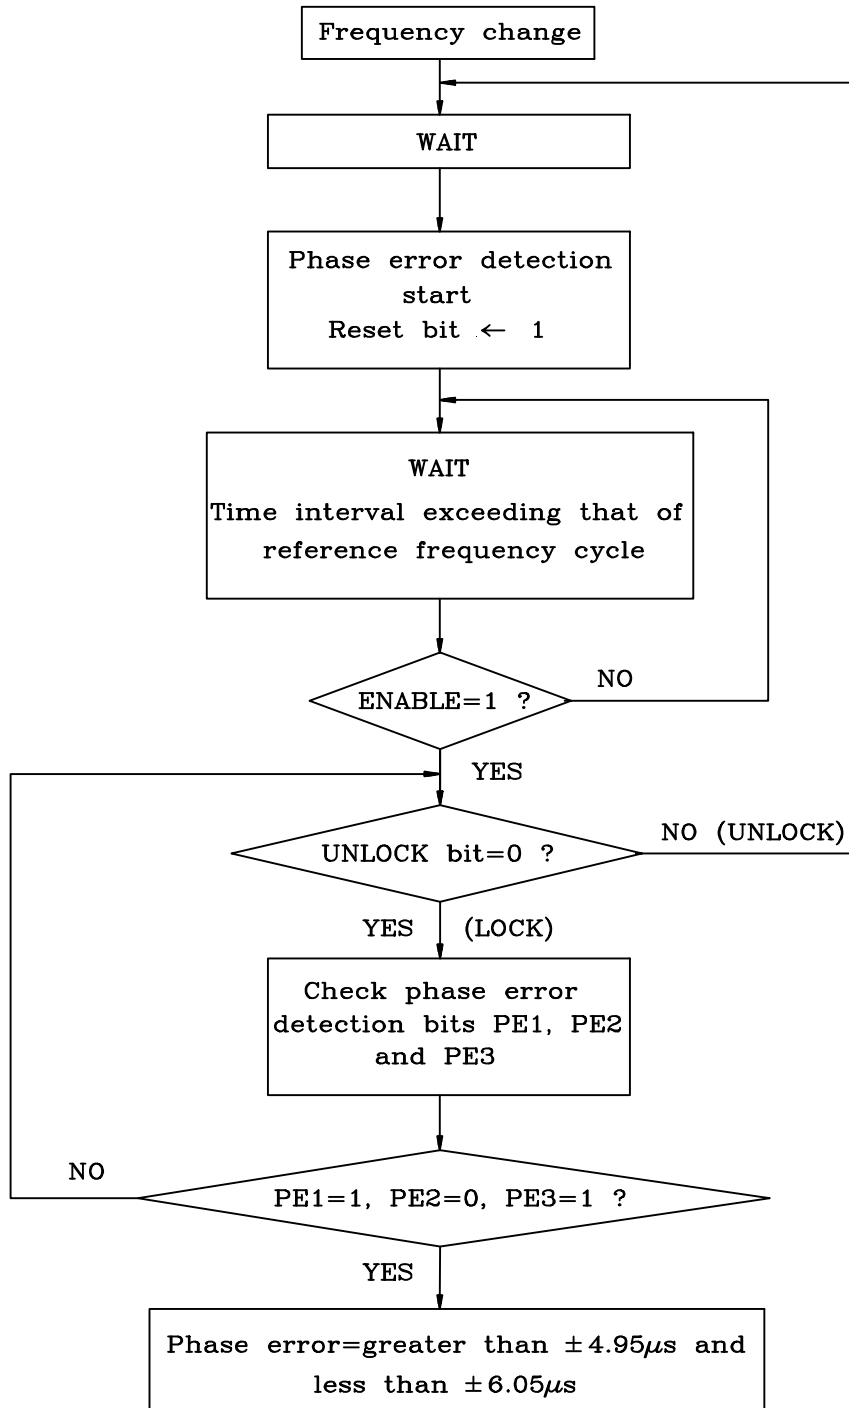 Frequency change
WAIT
Phase error detection
start
Reset bit ← 1
WAIT
Time interval exceeding that of
reference frequency cycle
ENABLE=1 ?
NO
YES
UNLOCK bit=0 ?
NO (UNLOCK)
YES (LOCK)
Check phase error
detection bits PE1, PE2
and PE3
NO
PE1=1, PE2=0, PE3=1 ?
YES
Phase error=greater than ±4.95μs and
less than ±6.05μs